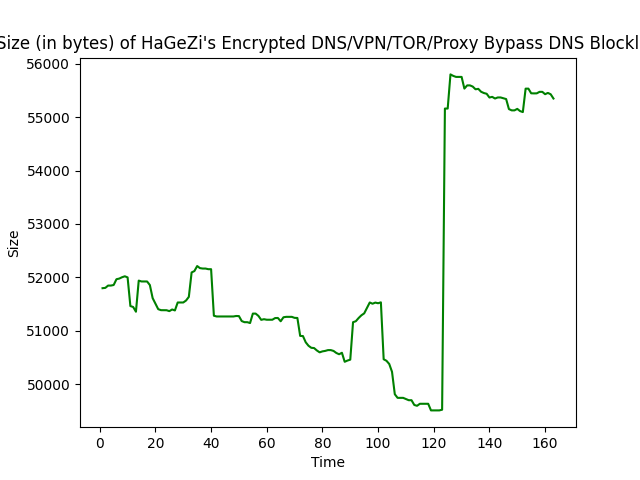 Size (in bytes) of HaGeZi's Encrypted DNS/VPN/TOR/Proxy Bypass DNS Blockl
56000
55000
54000
53000
52000
51000
50000
Size
0 20 40 60 80 100 120 140 160
Time